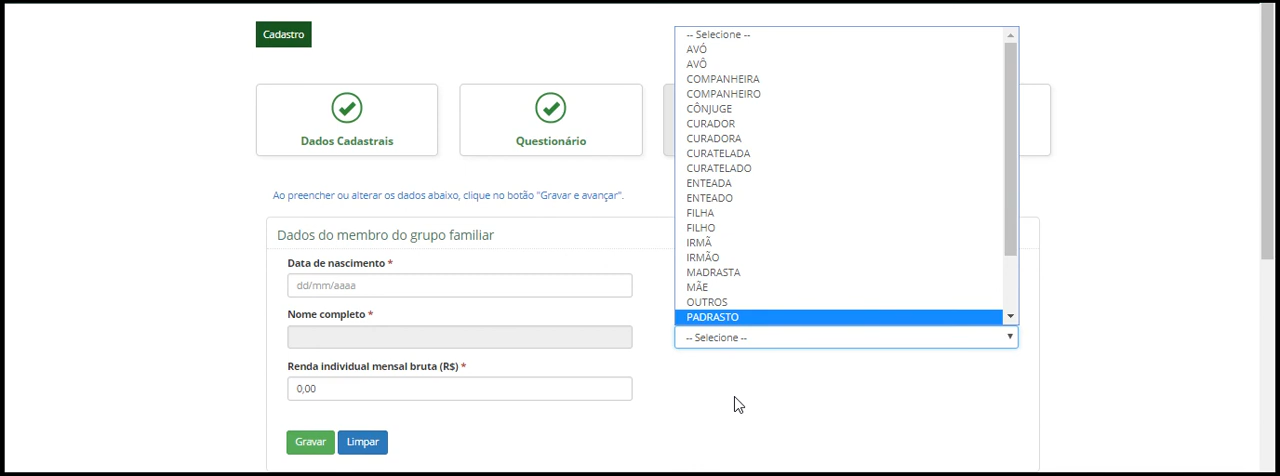 Cadastro
Dados Cadastrais
Questionário
Ao preencher ou alterar os dados abaixo, clique no botão "Gravar e avançar".
Dados do membro do grupo familiar
Data de nascimento *
dd/mm/aaaa
Nome completo *
Renda individual mensal bruta (R$) *
0,00
Gravar
Limpar
-- Selecione --
AVÓ
AVÔ
COMPANHEIRA
COMPANHEIRO
CÔNJUGE
CURADOR
CURADORA
CURATELADA
CURATELADO
ENTEADA
ENTEADO
FILHA
FILHO
IRMÃ
IRMÃO
MADRASTA
MÃE
OUTROS
PADRASTO
-- Selecione --